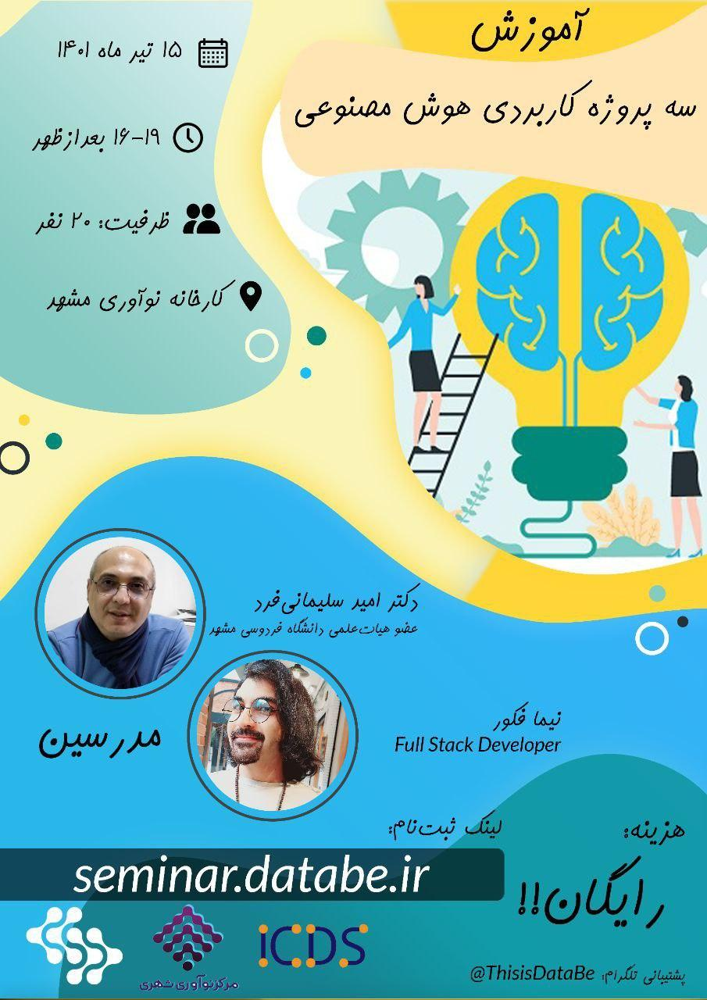 آموزش
سه پروژه کاربردی هوش مصنوعی
۱۵ تیر ماه ۱۴۰۱
۱۶-۱۹ بعدازظهر
ظرفیت: ۲۰ نفر
کارخانه نوآوری مشهد
دکتر امید سلیمانی‌فرد
عضو هیات‌علمی دانشگاه فردوسی مشهد
مدرسین
نیما فکور
Full Stack Developer
هزینه:
رایگان!!
لینک ثبت‌نام:
seminar.databe.ir
مرکز نوآوری شهری
iCDS
پشتیبانی تلگرام: @ThisisDataBe